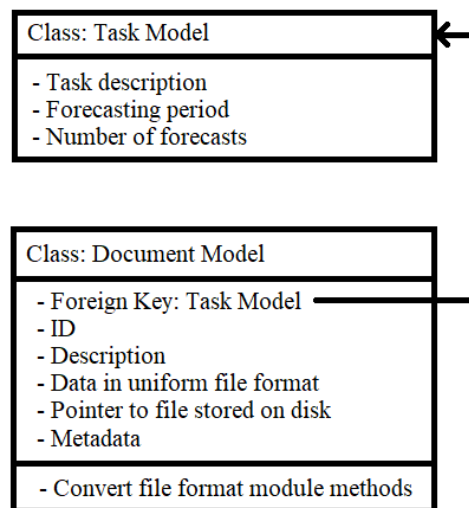 Class: Task Model
- Task description
- Forecasting period
- Number of forecasts
Class: Document Model
- Foreign Key: Task Model
- ID
- Description
- Data in uniform file format
- Pointer to file stored on disk
- Metadata
- Convert file format module methods